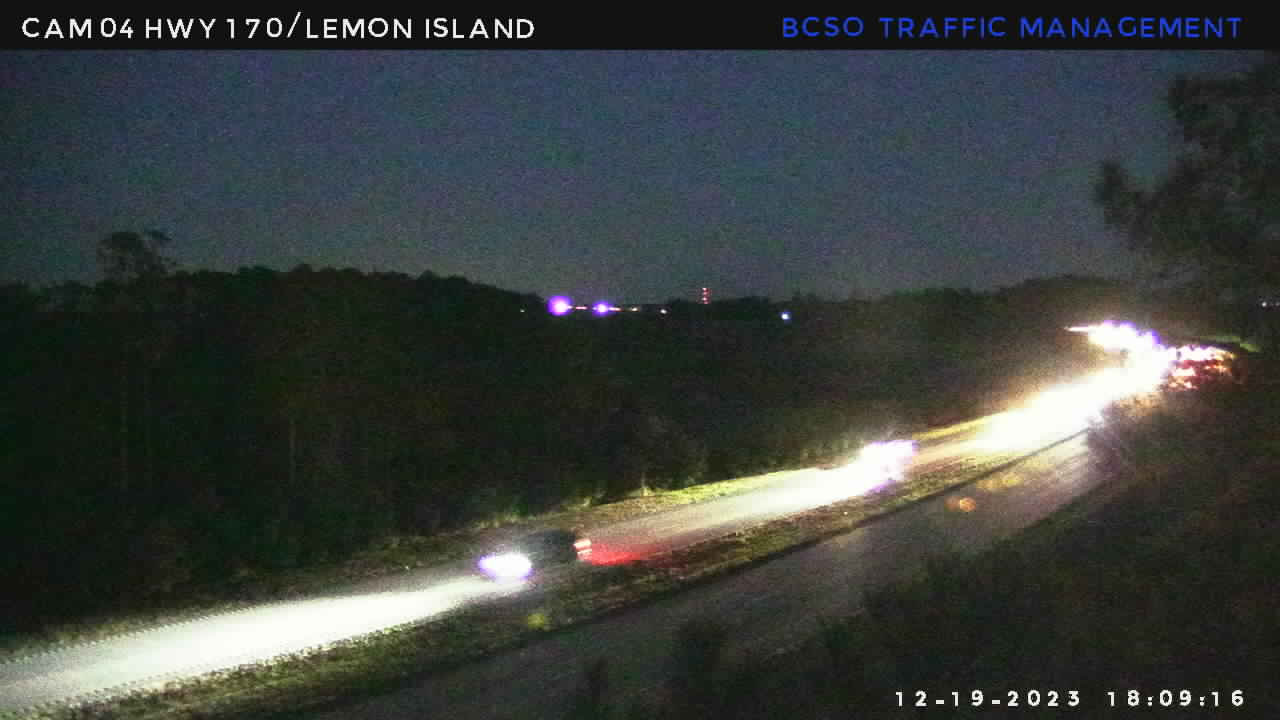 CAM04 HWY 170/LEMON ISLAND
BCSO TRAFFIC MANAGEMENT
12-19-2023 18:09:16